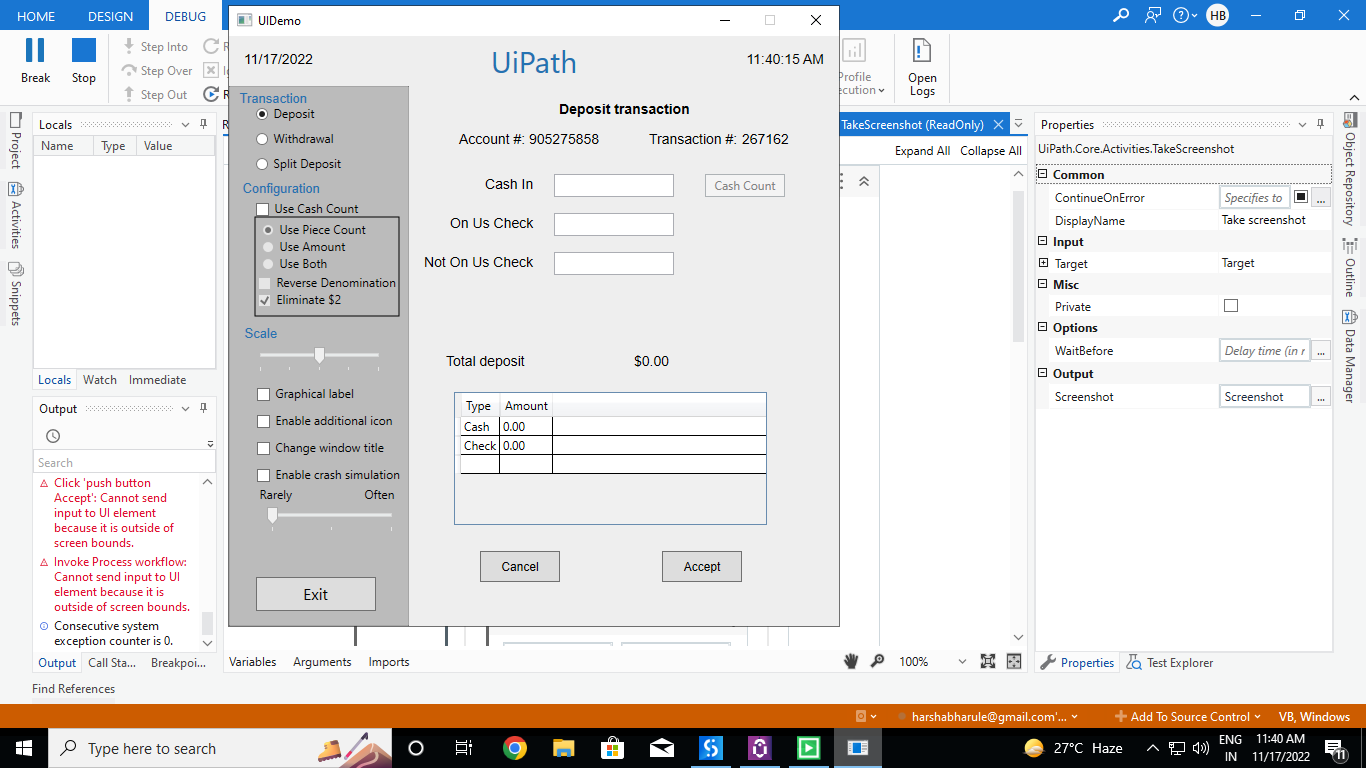 HOME DESIGN DEBUG
HB
UIDemo
Break
Stop
Step Into
Step Over
Step Out
Open Logs
11/17/2022
UiPath
11:40:15 AM
Transaction
Deposit
Withdrawal
Split Deposit
Configuration
Use Cash Count
Use Piece Count
Use Amount
Use Both
Reverse Denomination
Eliminate $2
Scale
Graphical label
Enable additional icon
Change window title
Enable crash simulation
Rarely Often
Exit
Deposit transaction
Account #: 905275858 Transaction #: 267162
Cash In
Cash Count
On Us Check
Not On Us Check
Total deposit $0.00
Type Amount
Cash 0.00
Check 0.00
Cancel Accept
Project
Activities
Snippets
Locals
Name Type Value
Locals Watch Immediate
Output
Search
Click 'push button
Accept': Cannot send
input to UI element
because it is outside of
screen bounds.
Invoke Process workflow:
Cannot send input to UI
element because it is
outside of screen bounds.
Consecutive system
exception counter is 0.
Output Call Sta... Breakpoi...
Find References
TakeScreenshot (ReadOnly)
Expand All Collapse All
Variables Arguments Imports
100%
Properties
UiPath.Core.Activities.TakeScreenshot
Common
ContinueOnError Specifies to ...
DisplayName Take screenshot
Input
Target Target
Misc
Private
Options
WaitBefore Delay time (in r ...
Output
Screenshot Screenshot ...
Properties Test Explorer
Object Repository
Outline
Data Manager
harshabharule@gmail.com'...
Add To Source Control
VB, Windows
Type here to search
27°C Haze
ENG
IN
11:40 AM
11/17/2022
11